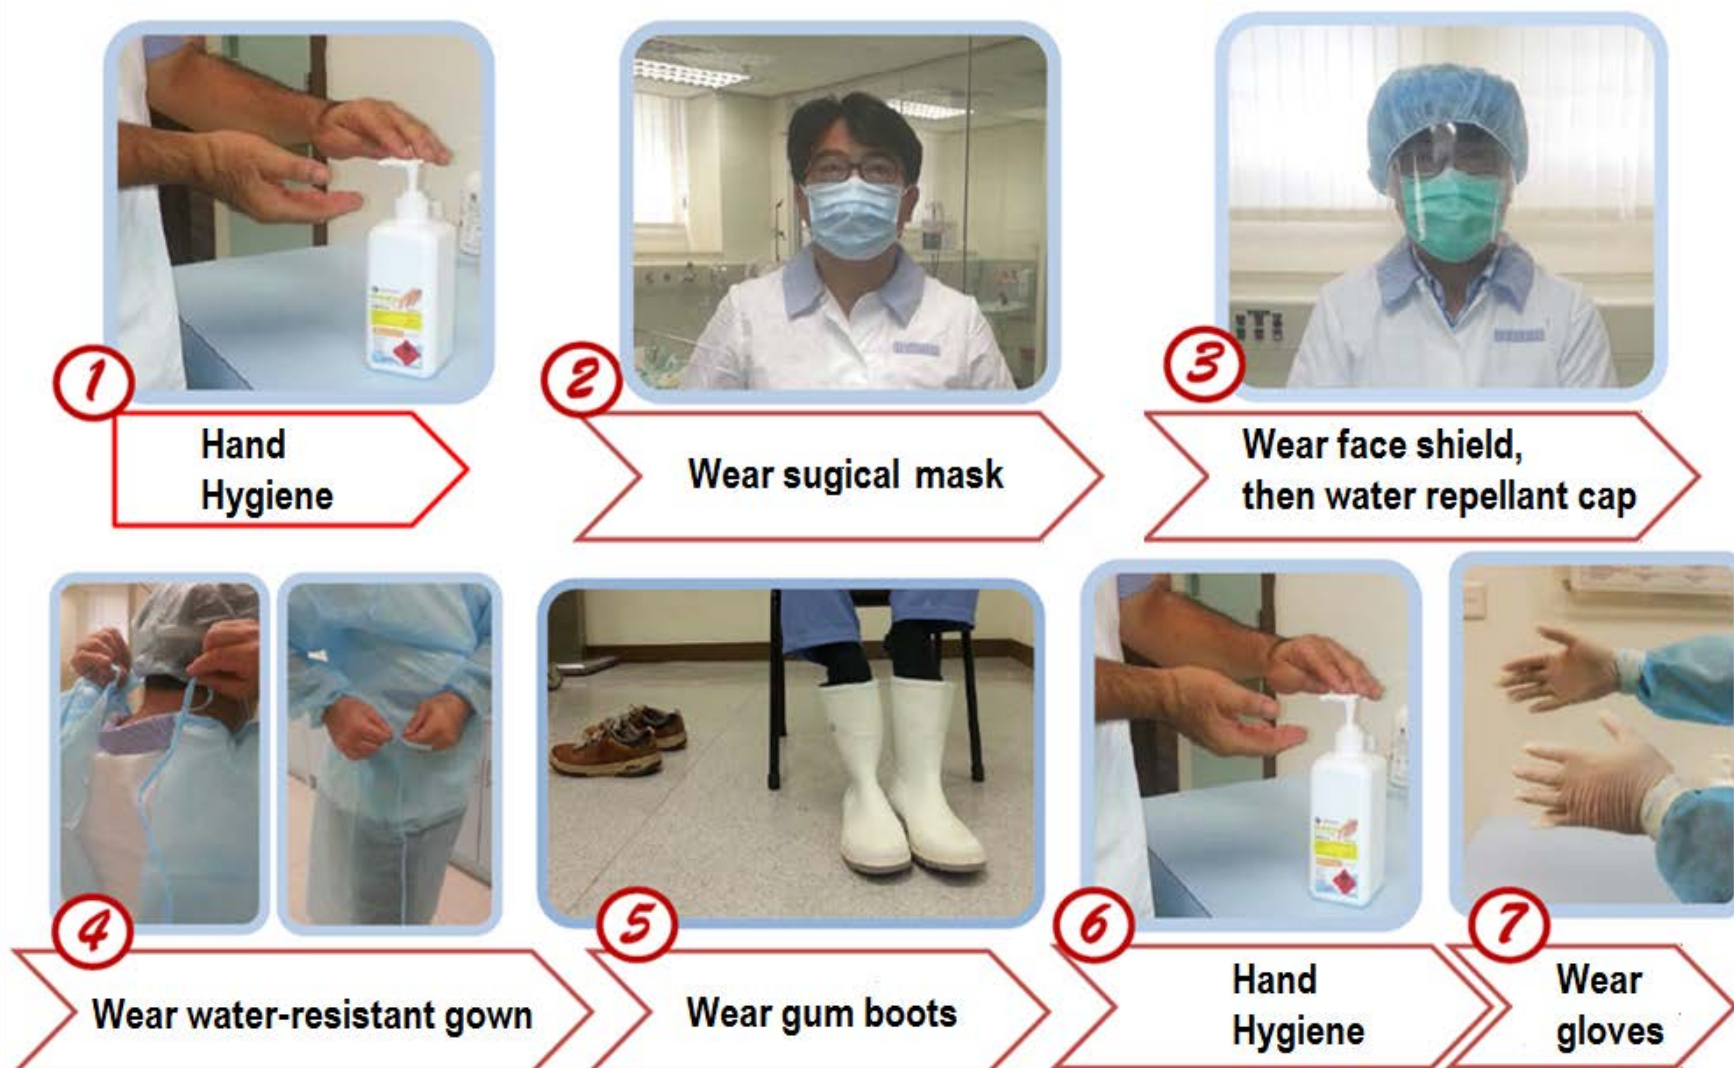 1
Hand
Hygiene
2
Wear sugical mask
3
Wear face shield,
then water repellant cap
4
Wear water-resistant gown
5
Wear gum boots
6
Hand
Hygiene
7
Wear
gloves